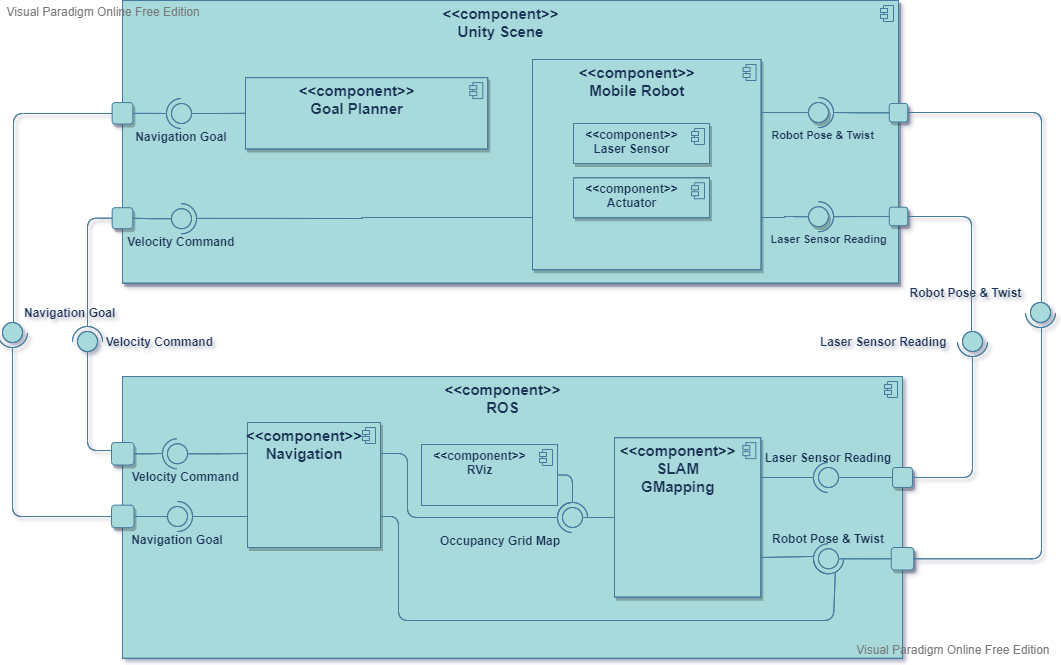 Visual Paradigm Online Free Edition
<<component>>
Unity Scene
<<component>>
Goal Planner
<<component>>
Mobile Robot
<<component>>
Laser Sensor
<<component>>
Actuator
Navigation Goal
Robot Pose & Twist
Velocity Command
Laser Sensor Reading
Navigation Goal
Velocity Command
Robot Pose & Twist
Laser Sensor Reading
<<component>>
ROS
<<component>>
Navigation
<<component>>
RViz
<<component>>
SLAM
GMapping
Laser Sensor Reading
Velocity Command
Navigation Goal
Occupancy Grid Map
Robot Pose & Twist
Visual Paradigm Online Free Edition